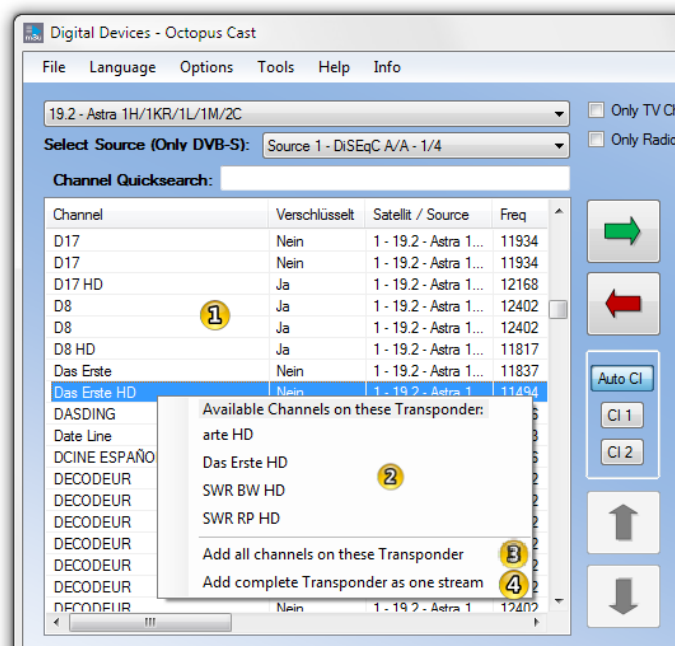 Digital Devices - Octopus Cast
File Language Options Tools Help Info
19.2 - Astra 1H/1KR/1L/1M/2C
Only TV
Select Source (Only DVB-S): Source 1 - DiSEqC A/A - 1/4
Only Radio
Channel Quicksearch:
Channel Verschlüsselt Satellit / Source Freq
D17 Nein 1 - 19.2 - Astra 1... 11934
D17 Nein 1 - 19.2 - Astra 1... 11934
D17 HD Ja 1 - 19.2 - Astra 1... 12168
D8 Ja 1 - 19.2 - Astra 1... 12402
1
D8 Ja 1 - 19.2 - Astra 1... 12402
D8 HD Ja 1 - 19.2 - Astra 1... 11817
Das Erste Nein 1 - 19.2 - Astra 1... 11837
Auto CI
Das Erste HD Nein 1 - 19.2 - Astra 1 11494
Available Channels on these Transponder:
DASDING
CI 1
Date Line
arte HD
DCINE ESPAÑO
CI 2
Das Erste HD
2
DECODEUR
SWR BW HD
DECODEUR
SWR RP HD
DECODEUR
DECODEUR
Add all channels on these Transponder 3
DECODEUR
Add complete Transponder as one stream 4
DECODEUR
DECODEUR Nein 1 - 19.2 - Astra 1 12402